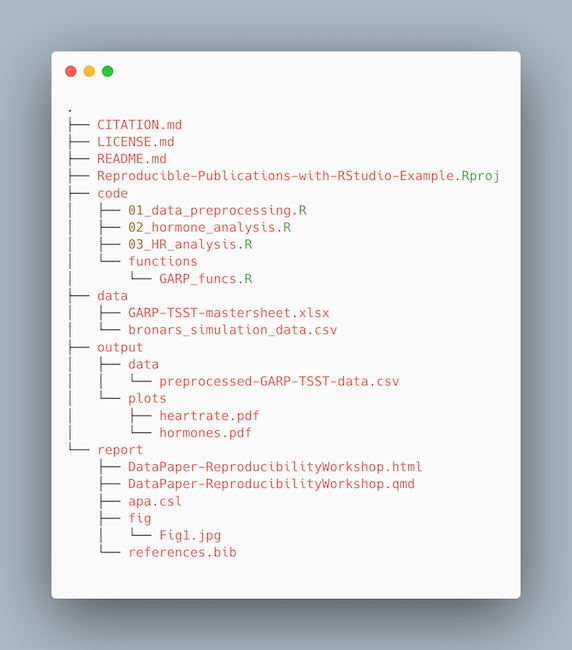 .
├── CITATION.md
├── LICENSE.md
├── README.md
├── Reproducible-Publications-with-RStudio-Example.Rproj
├── code
│   ├── 01_data_preprocessing.R
│   ├── 02_hormone_analysis.R
│   ├── 03_HR_analysis.R
│   └── functions
│       └── GARP_funcs.R
├── data
│   ├── GARP-TSST-mastersheet.xlsx
│   └── bronars_simulation_data.csv
├── output
│   ├── data
│   │   └── preprocessed-GARP-TSST-data.csv
│   └── plots
│       ├── heartrate.pdf
│       └── hormones.pdf
└── report
    ├── DataPaper-ReproducibilityWorkshop.html
    ├── DataPaper-ReproducibilityWorkshop.qmd
    ├── apa.csl
    ├── fig
    │   └── Fig1.jpg
    └── references.bib